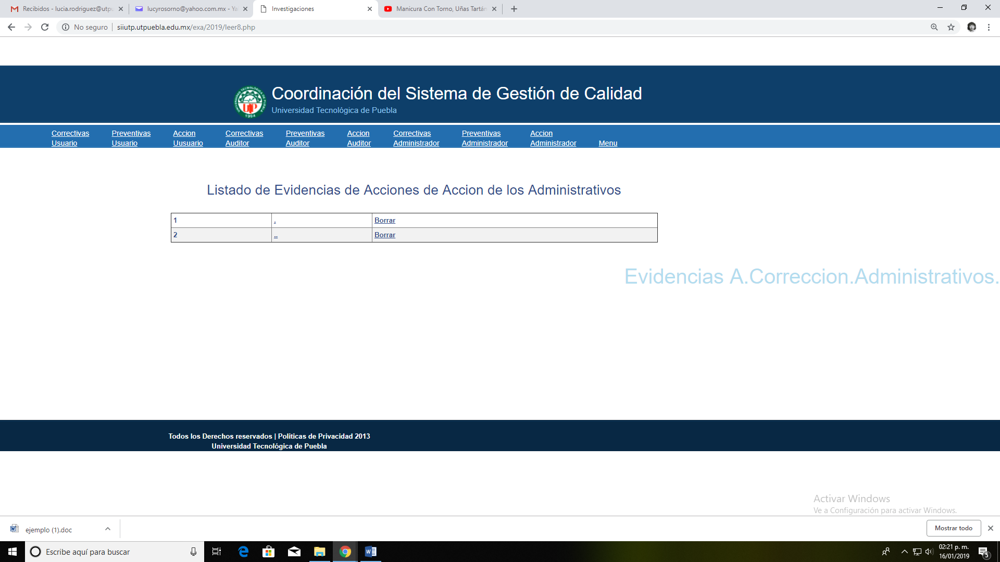 Recibidos - lucia.rodriguez@utpu
lucyrosorno@yahoo.com.mx - Ya
Investigaciones
Manicura Con Torno, Uñas Tartán
No seguro
siiutp.utpuebla.edu.mx/exa/2019/leer8.php
Coordinación del Sistema de Gestión de Calidad
Universidad Tecnológica de Puebla
Correctivas Usuario
Preventivas Usuario
Accion Uusuario
Correctivas Auditor
Preventivas Auditor
Accion Auditor
Correctivas Administrador
Preventivas Administrador
Accion Administrador
Menu
Listado de Evidencias de Acciones de Accion de los Administrativos
1 . Borrar
2 .. Borrar
Evidencias A.Correccion.Administrativos.
Todos los Derechos reservados | Politicas de Privacidad 2013
Universidad Tecnológica de Puebla
Activar Windows
Ve a Configuración para activar Windows.
ejemplo (1).doc
Mostrar todo
Escribe aquí para buscar
02:21 p. m.
16/01/2019
5